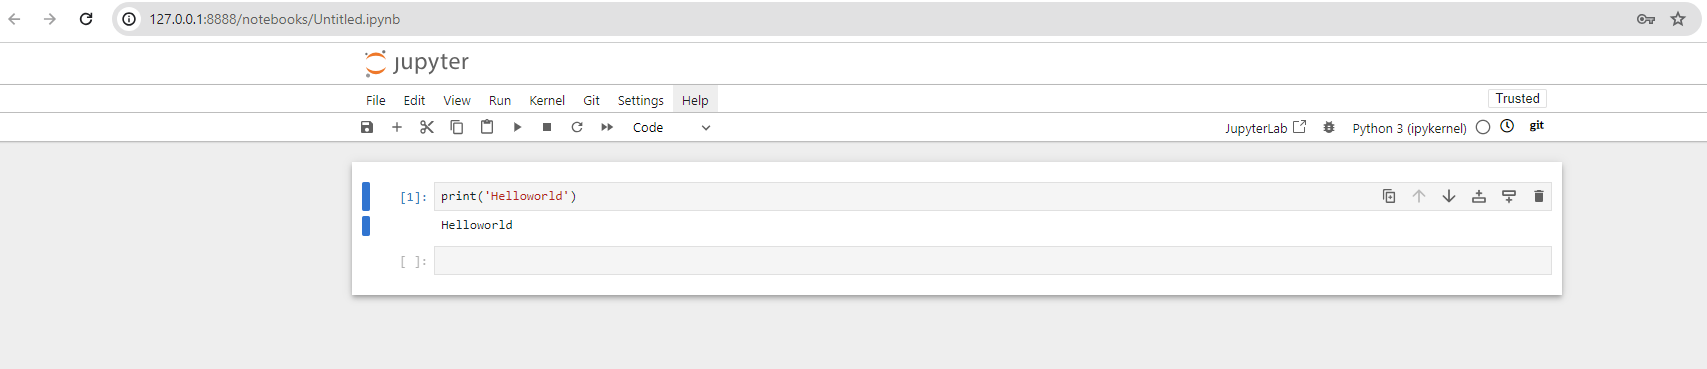 127.0.0.1:8888/notebooks/Untitled.ipynb
jupyter
File Edit View Run Kernel Git Settings Help
Trusted
Code
JupyterLab Python 3 (ipykernel) git
[1]: print('Helloworld')
Helloworld
[ ]: